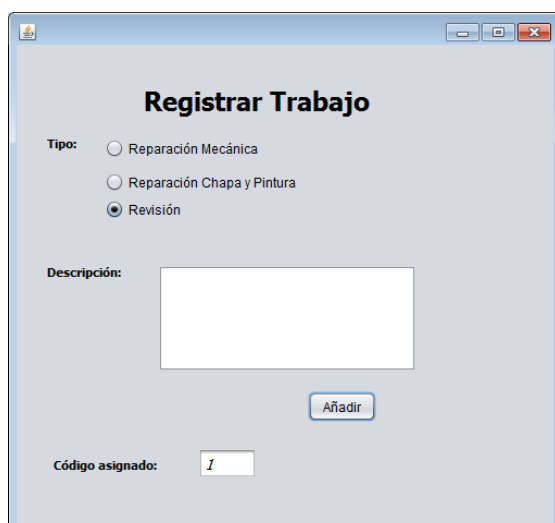 Registrar Trabajo
Tipo:
Reparación Mecánica
Reparación Chapa y Pintura
Revisión
Descripción:
Añadir
Código asignado:
1